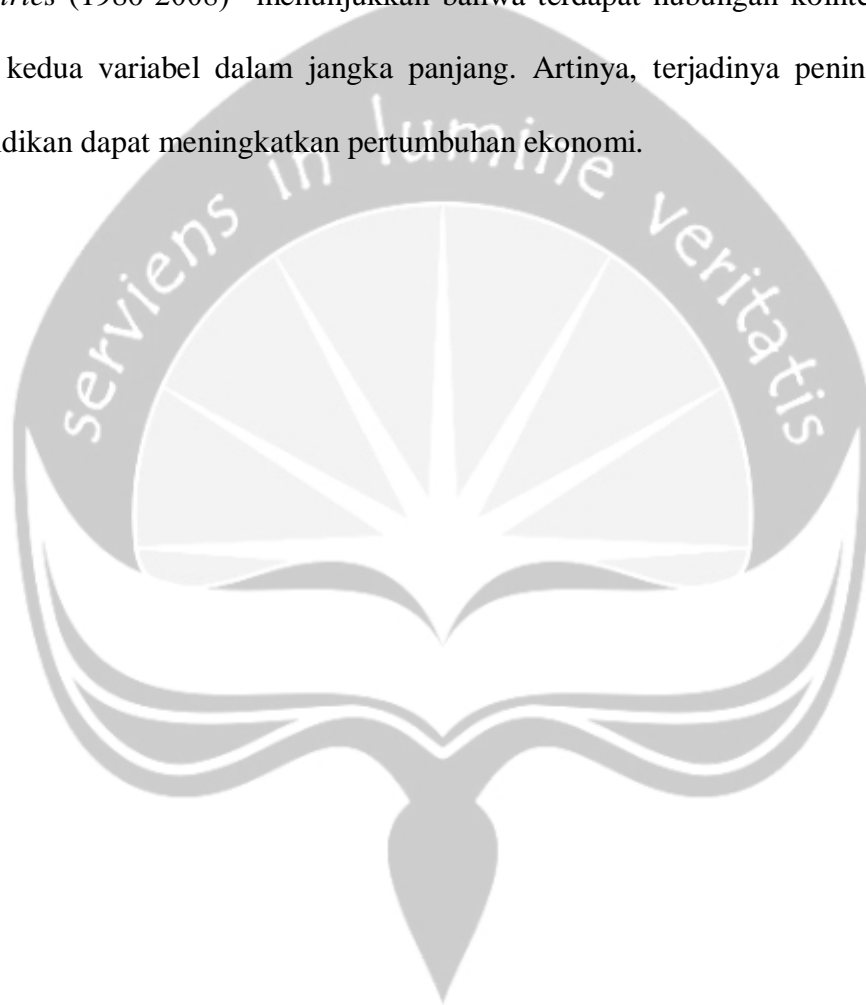 (1980-2008) menunjukkan bahwa terdapat hubungan
kedua variabel dalam jangka panjang. Artinya, terjadinya
dapat meningkatkan pertumbuhan ekonomi.
serviens in lumine veritatis